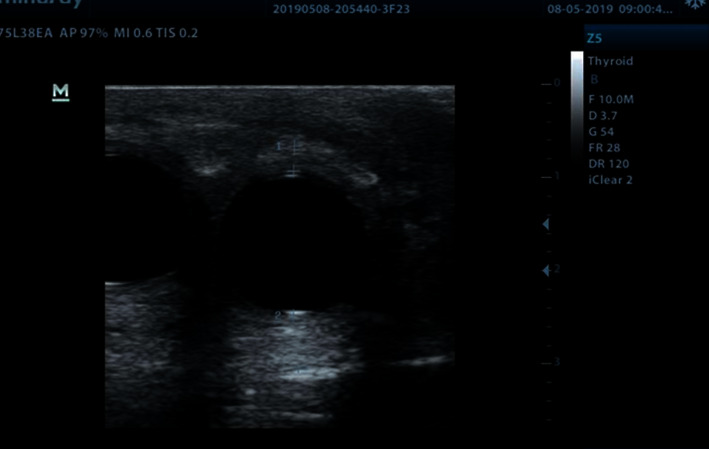 20190508-205440-3F23 08-05-2019 09:00:4...
75L38EA AP 97% MI 0.6 TIS 0.2
Z5
M
Thyroid
B
F 10.0M
D 3.7
G 54
FR 28
DR 120
iClear 2
0
1
2
3